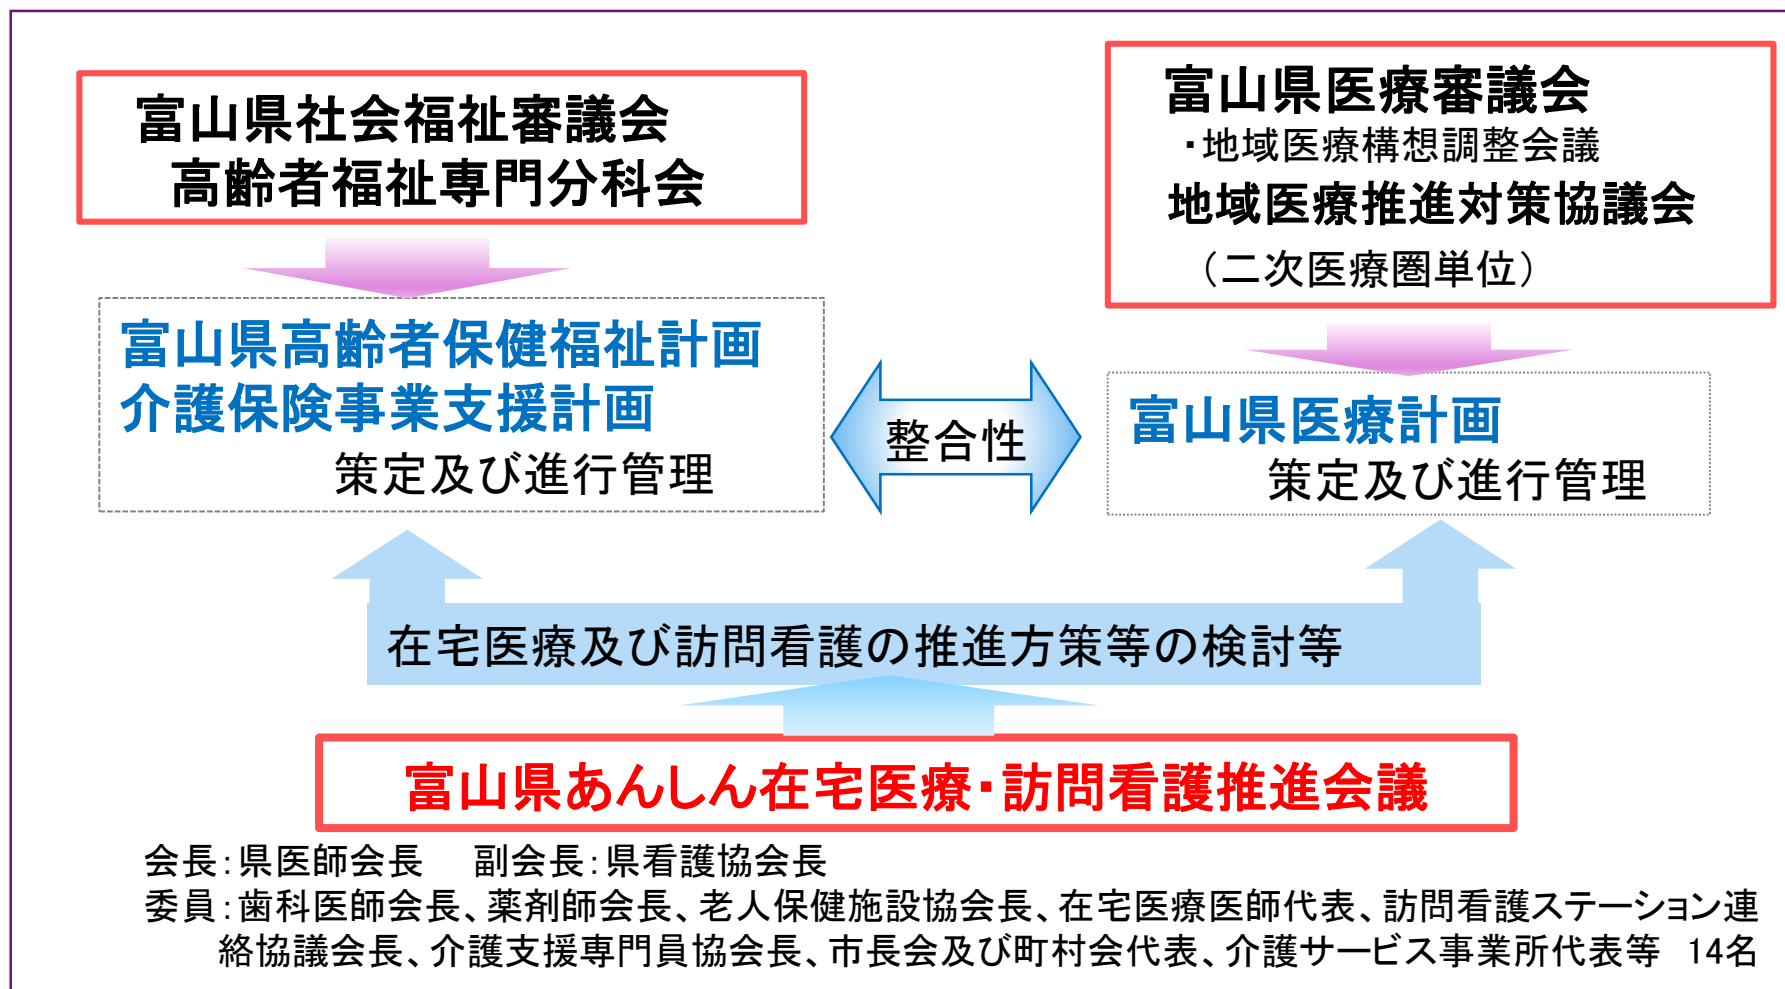 富山県社会福祉審議会
高齢者福祉専門分科会
富山県医療審議会
・地域医療構想調整会議
地域医療推進対策協議会
（二次医療圏単位）
富山県高齢者保健福祉計画
介護保険事業支援計画
策定及び進行管理
整合性
富山県医療計画
策定及び進行管理
在宅医療及び訪問看護の推進方策等の検討等
富山県あんしん在宅医療・訪問看護推進会議
会長：県医師会長　副会長：県看護協会長
委員：歯科医師会長、薬剤師会長、老人保健施設協会長、在宅医療医師代表、訪問看護ステーション連
絡協議会長、介護支援専門員協会長、市長会及び町村会代表、介護サービス事業所代表等　14名